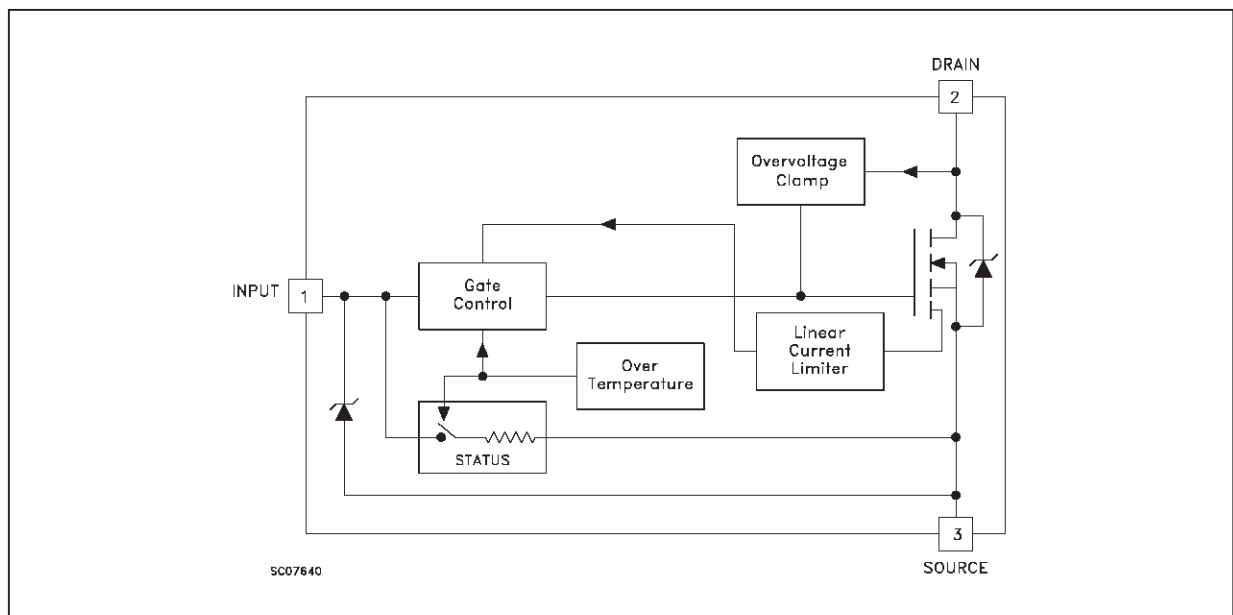 DRAIN
2
Overvoltage
Clamp
INPUT
1
Gate
Control
Linear
Current
Limiter
Over
Temperature
STATUS
3
SOURCE
SC07640